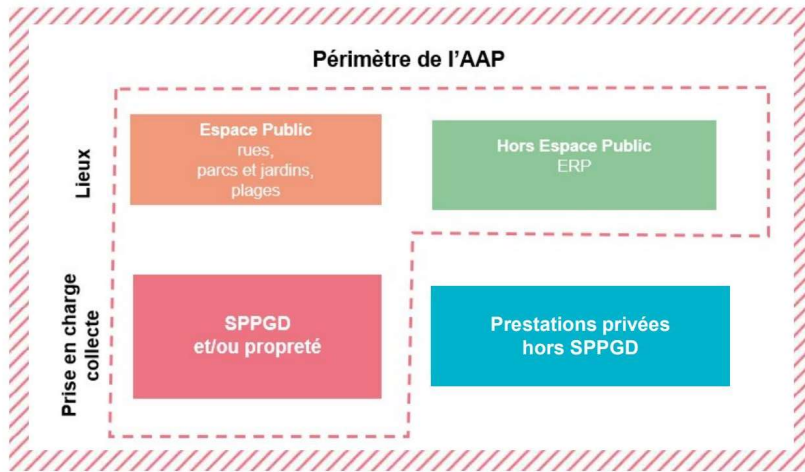 Périmètre de l’AAP
Lieux
Espace Public
rues,
parcs et jardins,
plages
Hors Espace Public
ERP
Prise en charge
collecte
SPPGD
et/ou propreté
Prestations privées
hors SPPGD